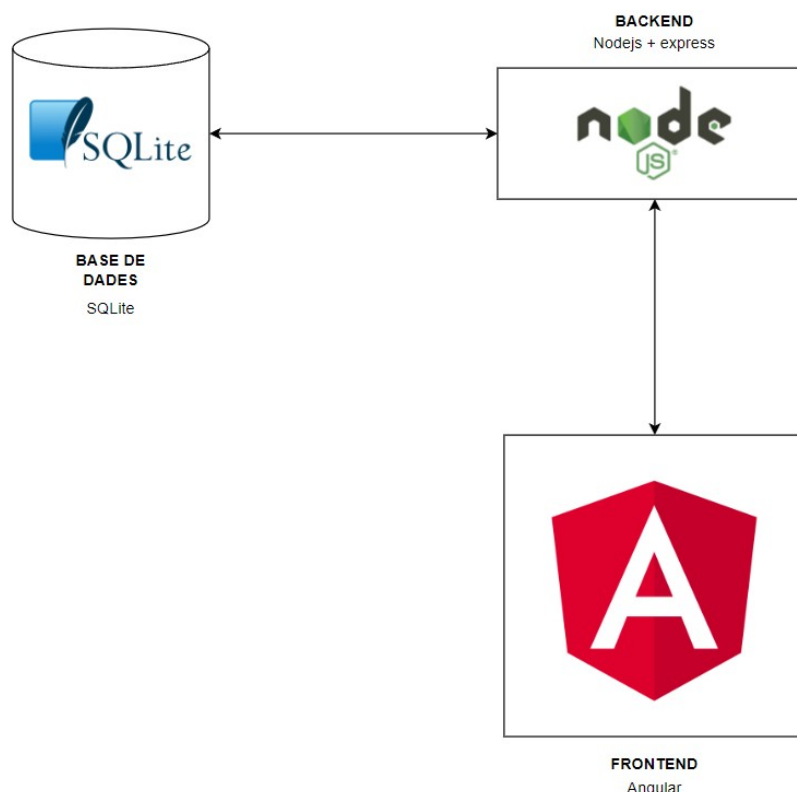 BACKEND
Nodejs + express
SQLite
node
JS
BASE DE
DADES
SQLite
A
FRONTEND
Angular